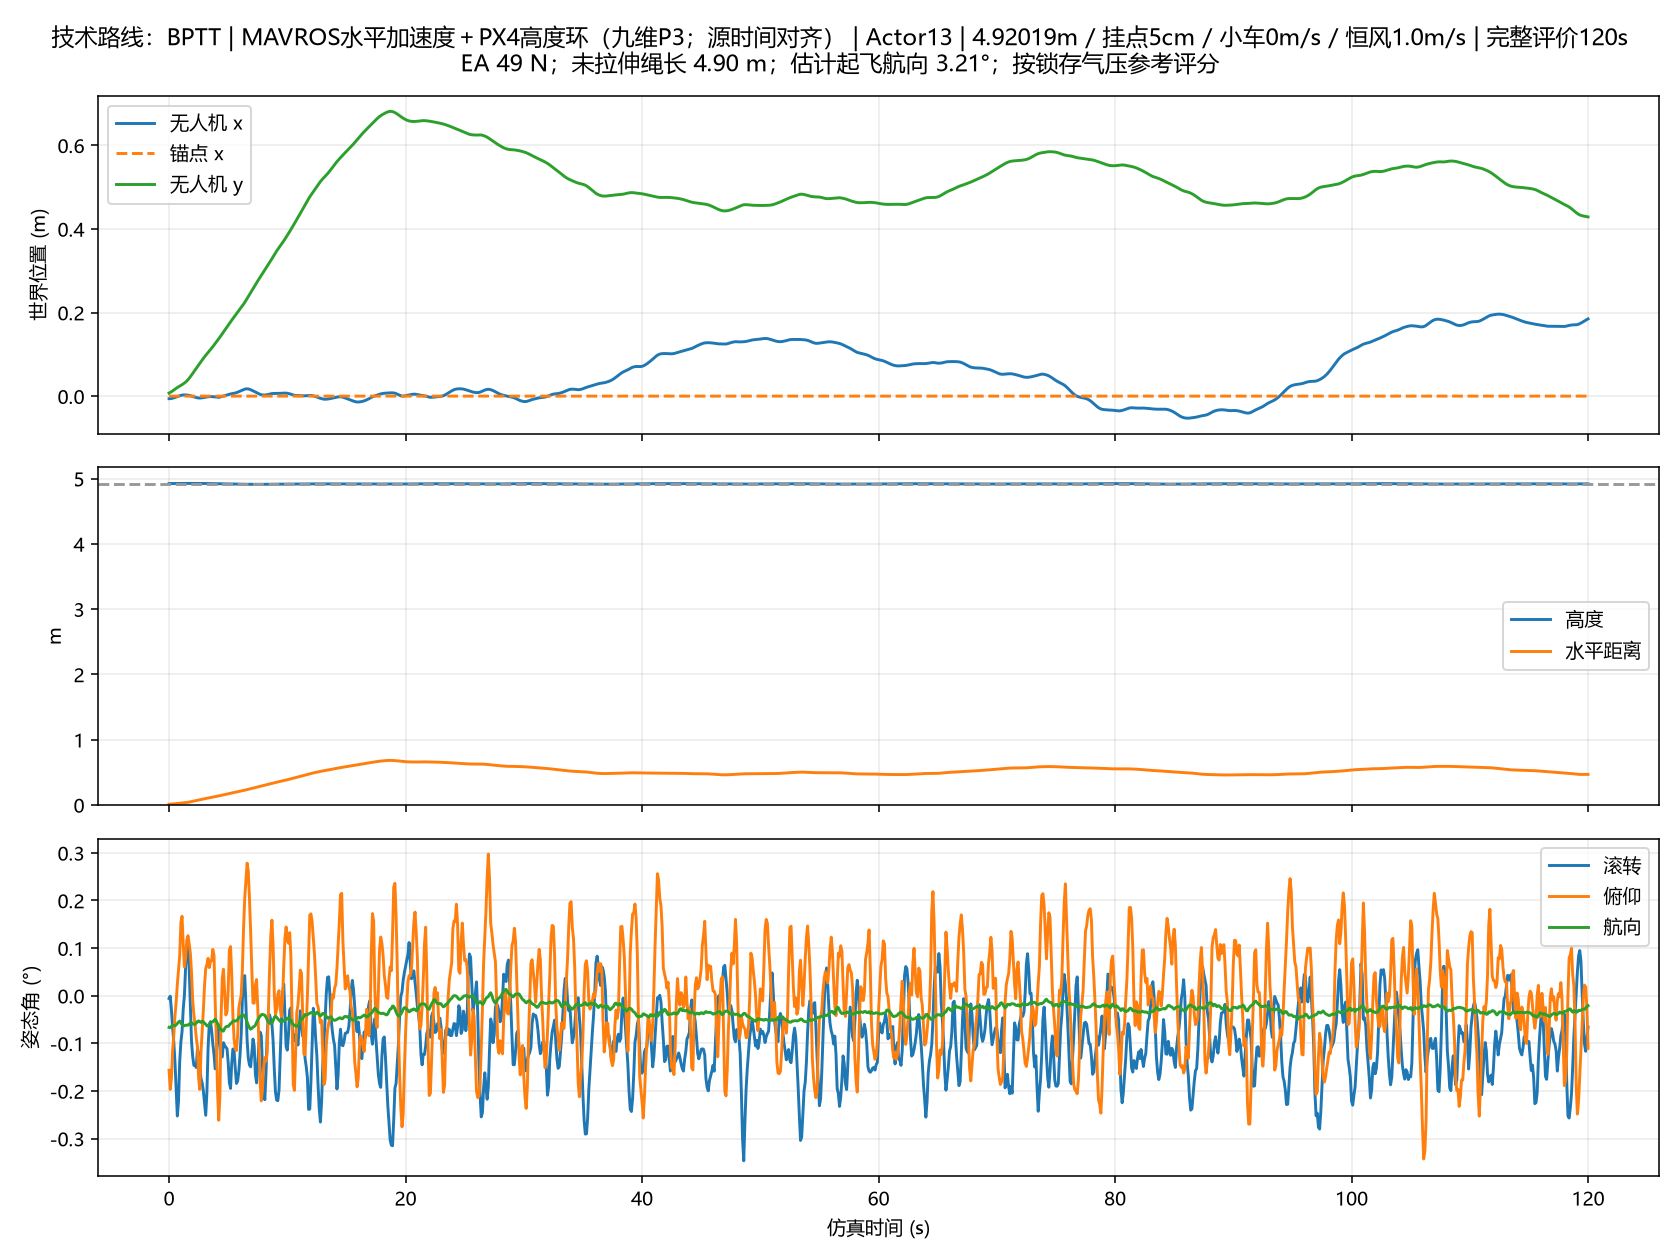 技术路线：BPTT | MAVROS水平加速度＋PX4高度环（九维P3；源时间对齐） | Actor13 | 4.92019m / 挂点5cm / 小车0m/s / 恒风1.0m/s | 完整评价120s
EA 49 N；未拉伸绳长 4.90 m；估计起飞航向 3.21°；按锁存气压参考评分
无人机 x
锚点 x
无人机 y
世界位置 (m)
0.6
0.4
0.2
0.0
高度
水平距离
m
5
4
3
2
1
0
滚转
俯仰
航向
姿态角 (°)
0.3
0.2
0.1
0.0
-0.1
-0.2
-0.3
0 20 40 60 80 100 120
仿真时间 (s)